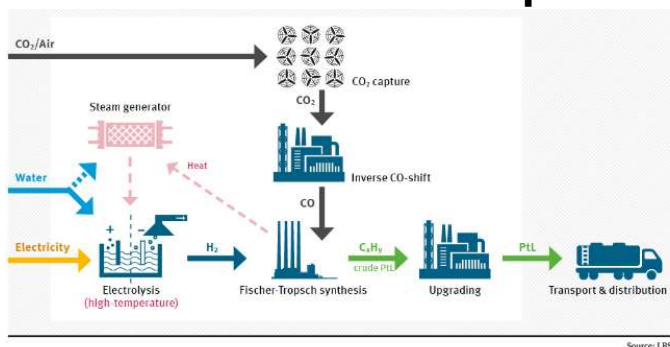 CO₂/Air
CO₂ capture
CO₂
Steam generator
Inverse CO-shift
Heat
Water
CO
Electricity
+ -
H₂
CₓHᵧ
crude PtL
PtL
Electrolysis
(high-temperature)
Fischer-Tropsch synthesis
Upgrading
Transport & distribution